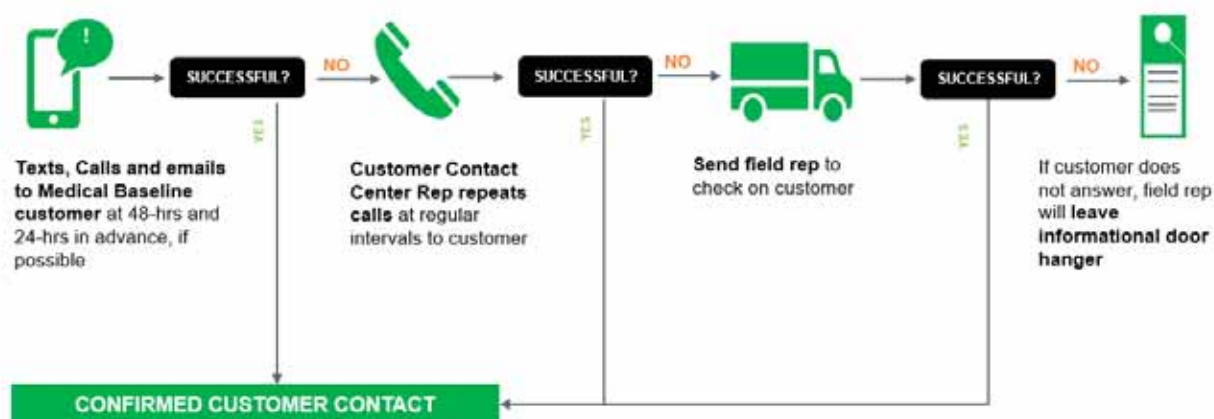 !
SUCCESSFUL?
NO
YES
SUCCESSFUL?
NO
YES
SUCCESSFUL?
NO
YES
Texts, Calls and emails
to Medical Baseline
customer at 48-hrs and
24-hrs in advance, if
possible
Customer Contact
Center Rep repeats
calls at regular
intervals to customer
Send field rep to
check on customer
If customer does
not answer, field rep
will leave
informational door
hanger
CONFIRMED CUSTOMER CONTACT